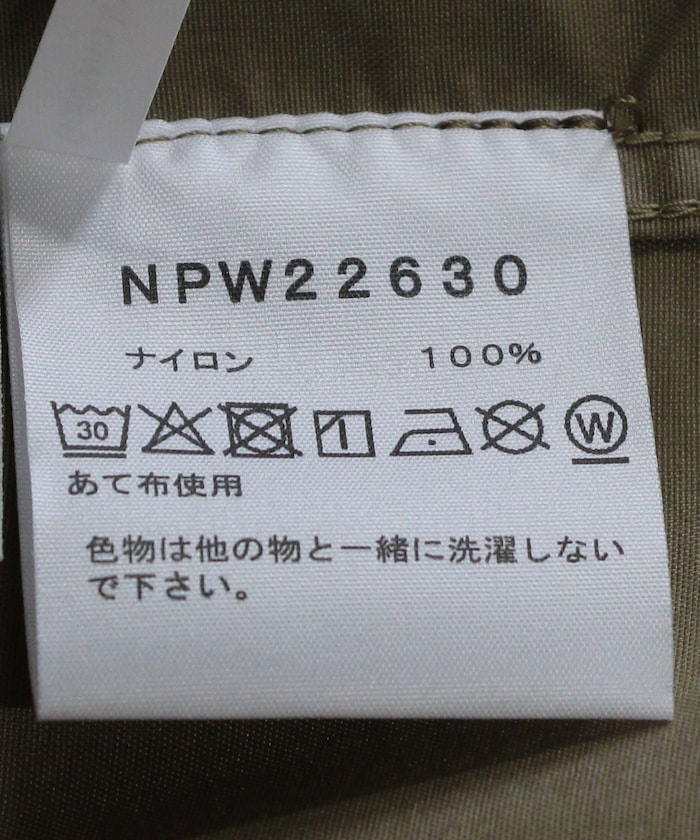 NPW22630
ナイロン 100%
30 W
あて布使用
色物は他の物と一緒に洗濯しない
で下さい。